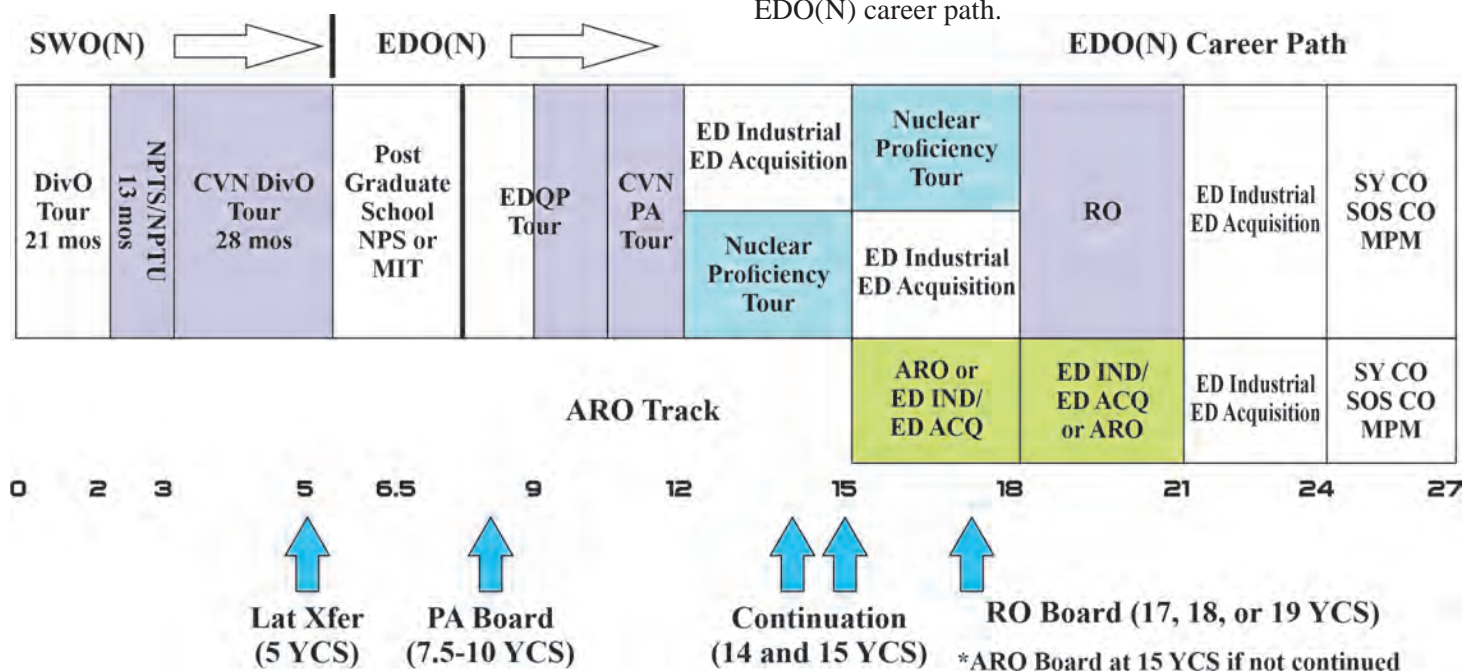 EDO(N) career path.
SWO(N)
EDO(N)
EDO(N) Career Path
DivO
Tour
21 mos
NPTS/NPTU
13 mos
CVN DivO
Tour
28 mos
Post
Graduate
School
NPS or
MIT
EDQP
Tour
CVN
PA
Tour
ED Industrial
ED Acquisition
Nuclear
Proficiency
Tour
Nuclear
Proficiency
Tour
ED Industrial
ED Acquisition
RO
ED Industrial
ED Acquisition
SY CO
SOS CO
MPM
ARO Track
ARO or
ED IND/
ED ACQ
ED IND/
ED ACQ
or ARO
ED Industrial
ED Acquisition
SY CO
SOS CO
MPM
0 2 3 5 6.5 9 12 15 18 21 24 27
Lat Xfer
(5 YCS)
PA Board
(7.5-10 YCS)
Continuation
(14 and 15 YCS)
RO Board (17, 18, or 19 YCS)
*ARO Board at 15 YCS if not continued